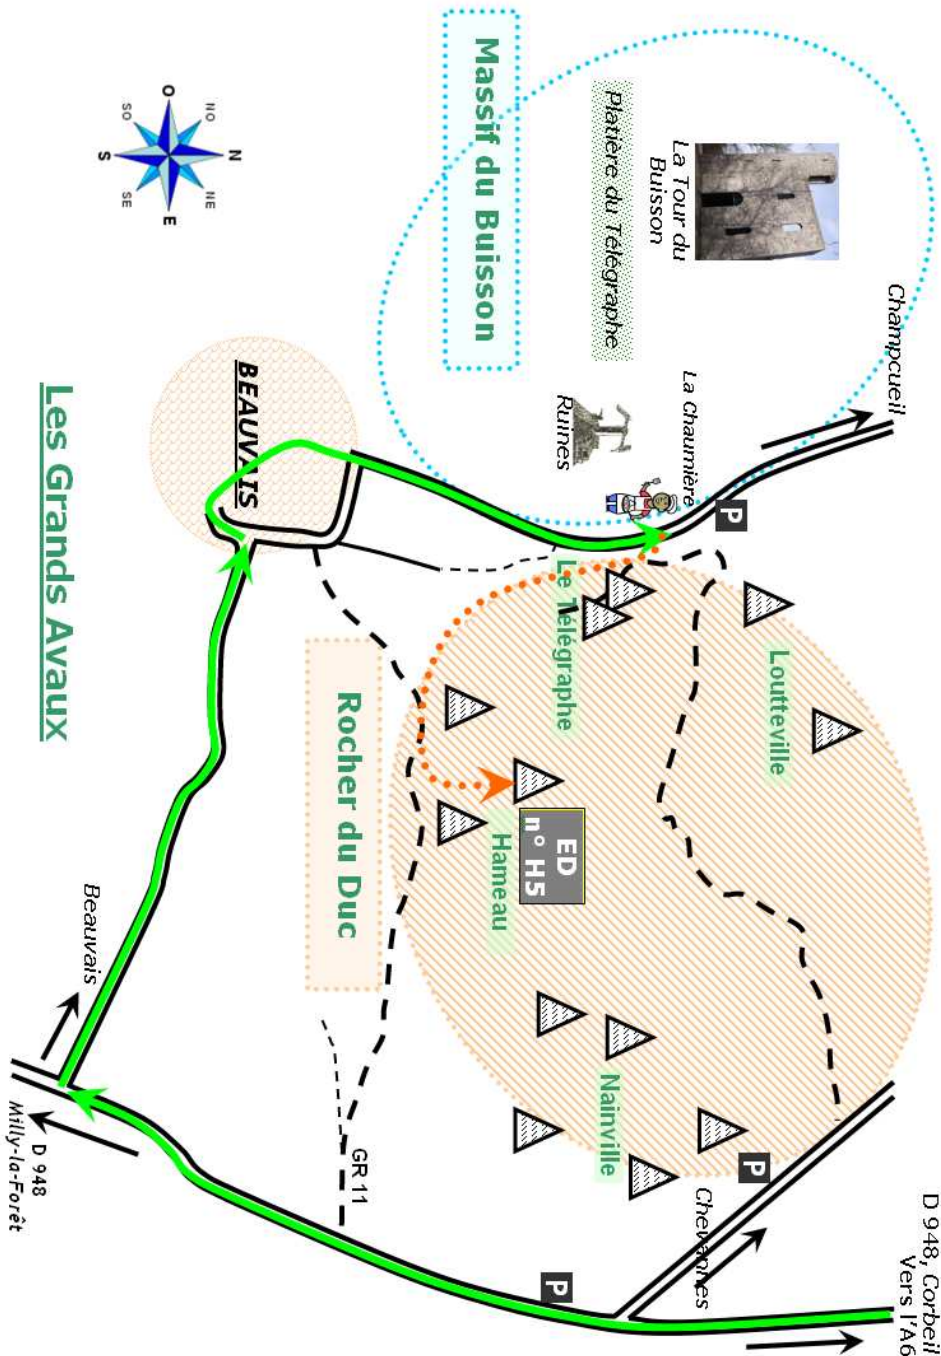 Les Grands Avaux
Massif du Buisson
Platière du Télégraphe
La Tour du
Buisson
Champcueil
La Chaumière
Ruines
P
BEAUVAIS
N
NE
E
SE
S
SO
O
NO
Le Télégraphe
Loutteville
Rocher du Duc
Hameau
ED
n° H5
Nainville
P
Chevannes
P
GR 11
Beauvais
D 948
Milly-la-Forêt
D 948, Corbeil
Vers l'A6